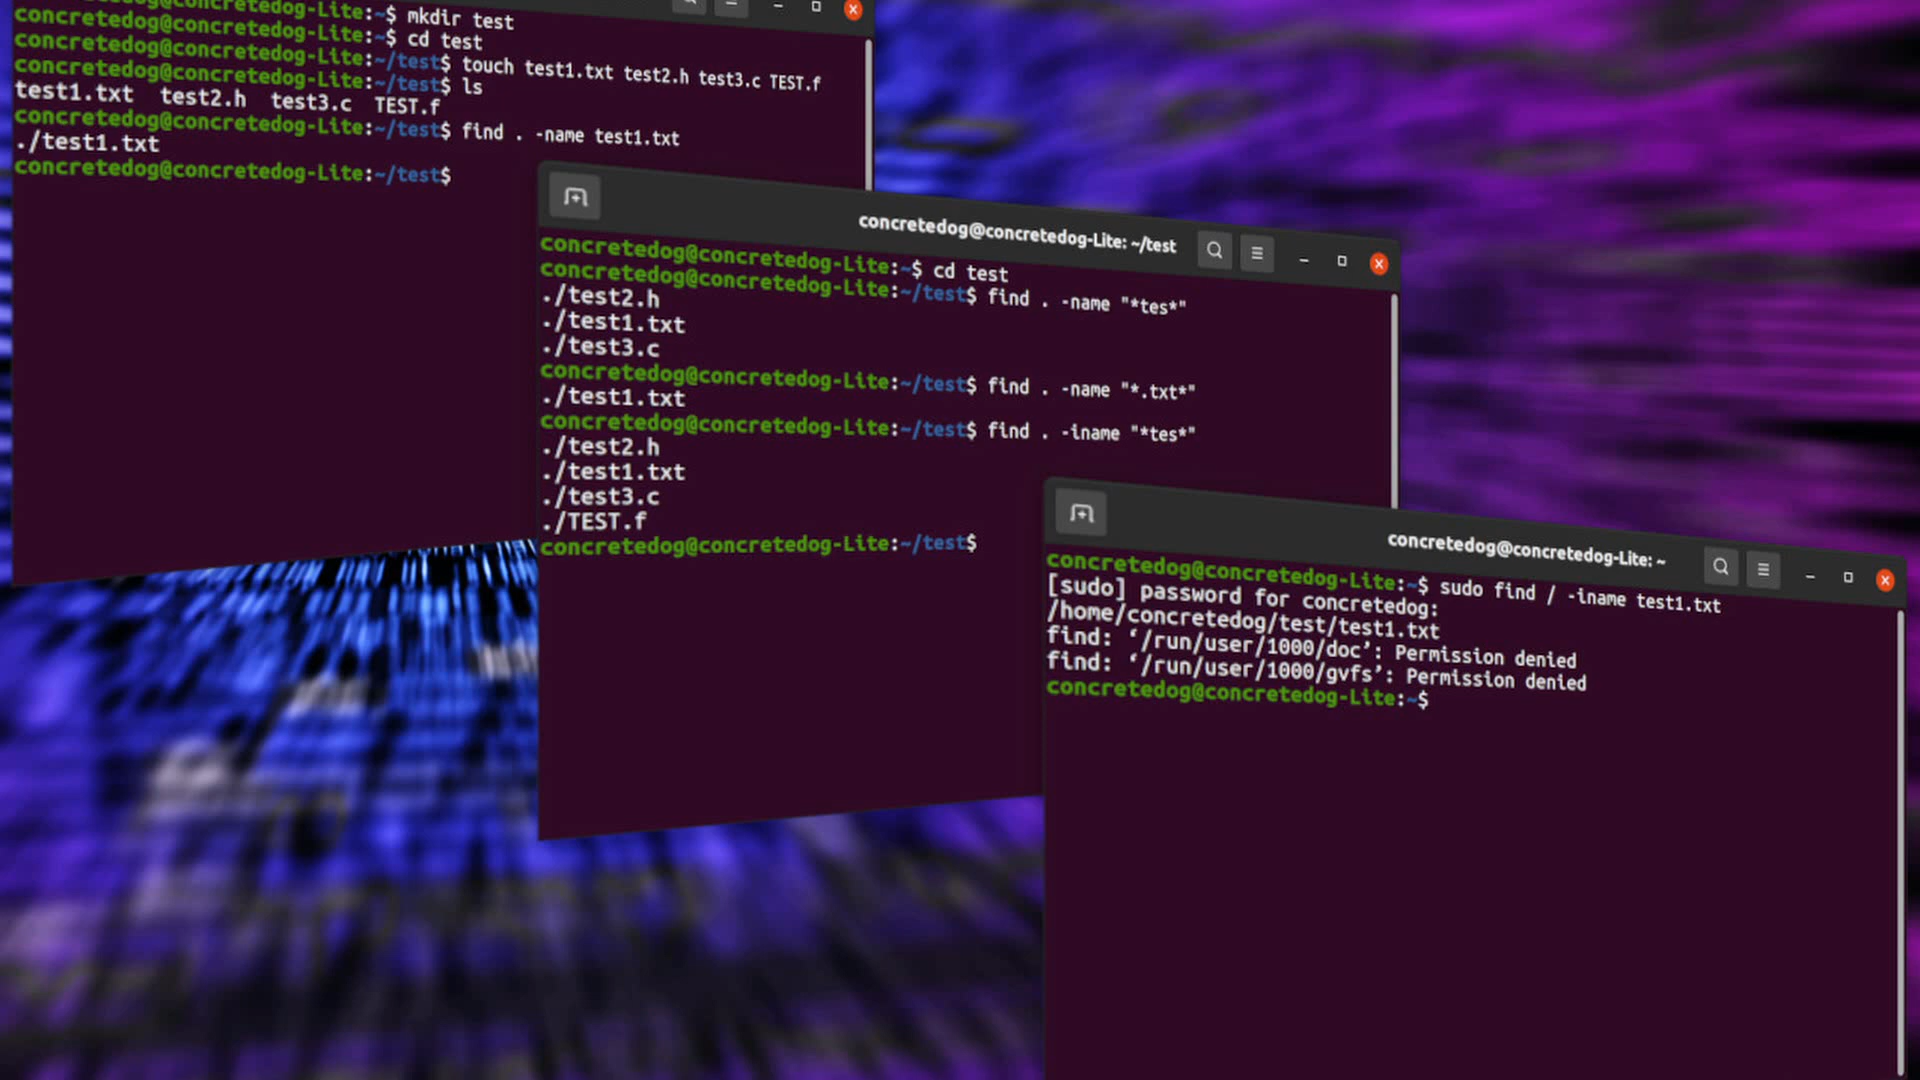 concretedog@concretedog-Lite:~$ mkdir test
concretedog@concretedog-Lite:~$ cd test
concretedog@concretedog-Lite:~/test$ touch test1.txt test2.h test3.c TEST.f
concretedog@concretedog-Lite:~/test$ ls
test1.txt  test2.h  test3.c  TEST.f
concretedog@concretedog-Lite:~/test$ find . -name test1.txt
./test1.txt
concretedog@concretedog-Lite:~/test$
concretedog@concretedog-Lite: ~/test
concretedog@concretedog-Lite:~$ cd test
concretedog@concretedog-Lite:~/test$ find . -name "*tes*"
./test2.h
./test1.txt
./test3.c
concretedog@concretedog-Lite:~/test$ find . -name "*.txt*"
./test1.txt
concretedog@concretedog-Lite:~/test$ find . -iname "*tes*"
./test2.h
./test1.txt
./test3.c
./TEST.f
concretedog@concretedog-Lite:~/test$
concretedog@concretedog-Lite: ~
concretedog@concretedog-Lite:~$ sudo find / -iname test1.txt
[sudo] password for concretedog:
/home/concretedog/test/test1.txt
find: ‘/run/user/1000/doc’: Permission denied
find: ‘/run/user/1000/gvfs’: Permission denied
concretedog@concretedog-Lite:~$